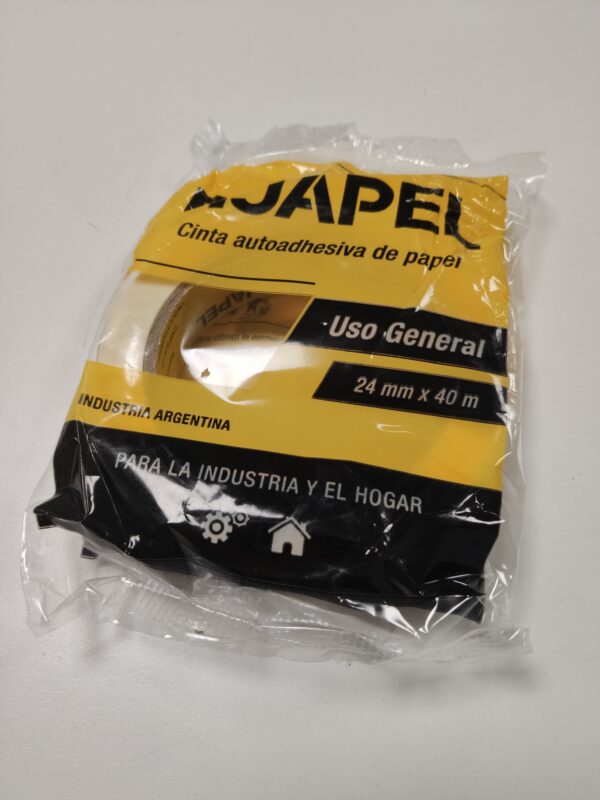 JAPEL
Cinta autoadhesiva de papel
Uso General
24 mm x 40 m
INDUSTRIA ARGENTINA
PARA LA INDUSTRIA Y EL HOGAR